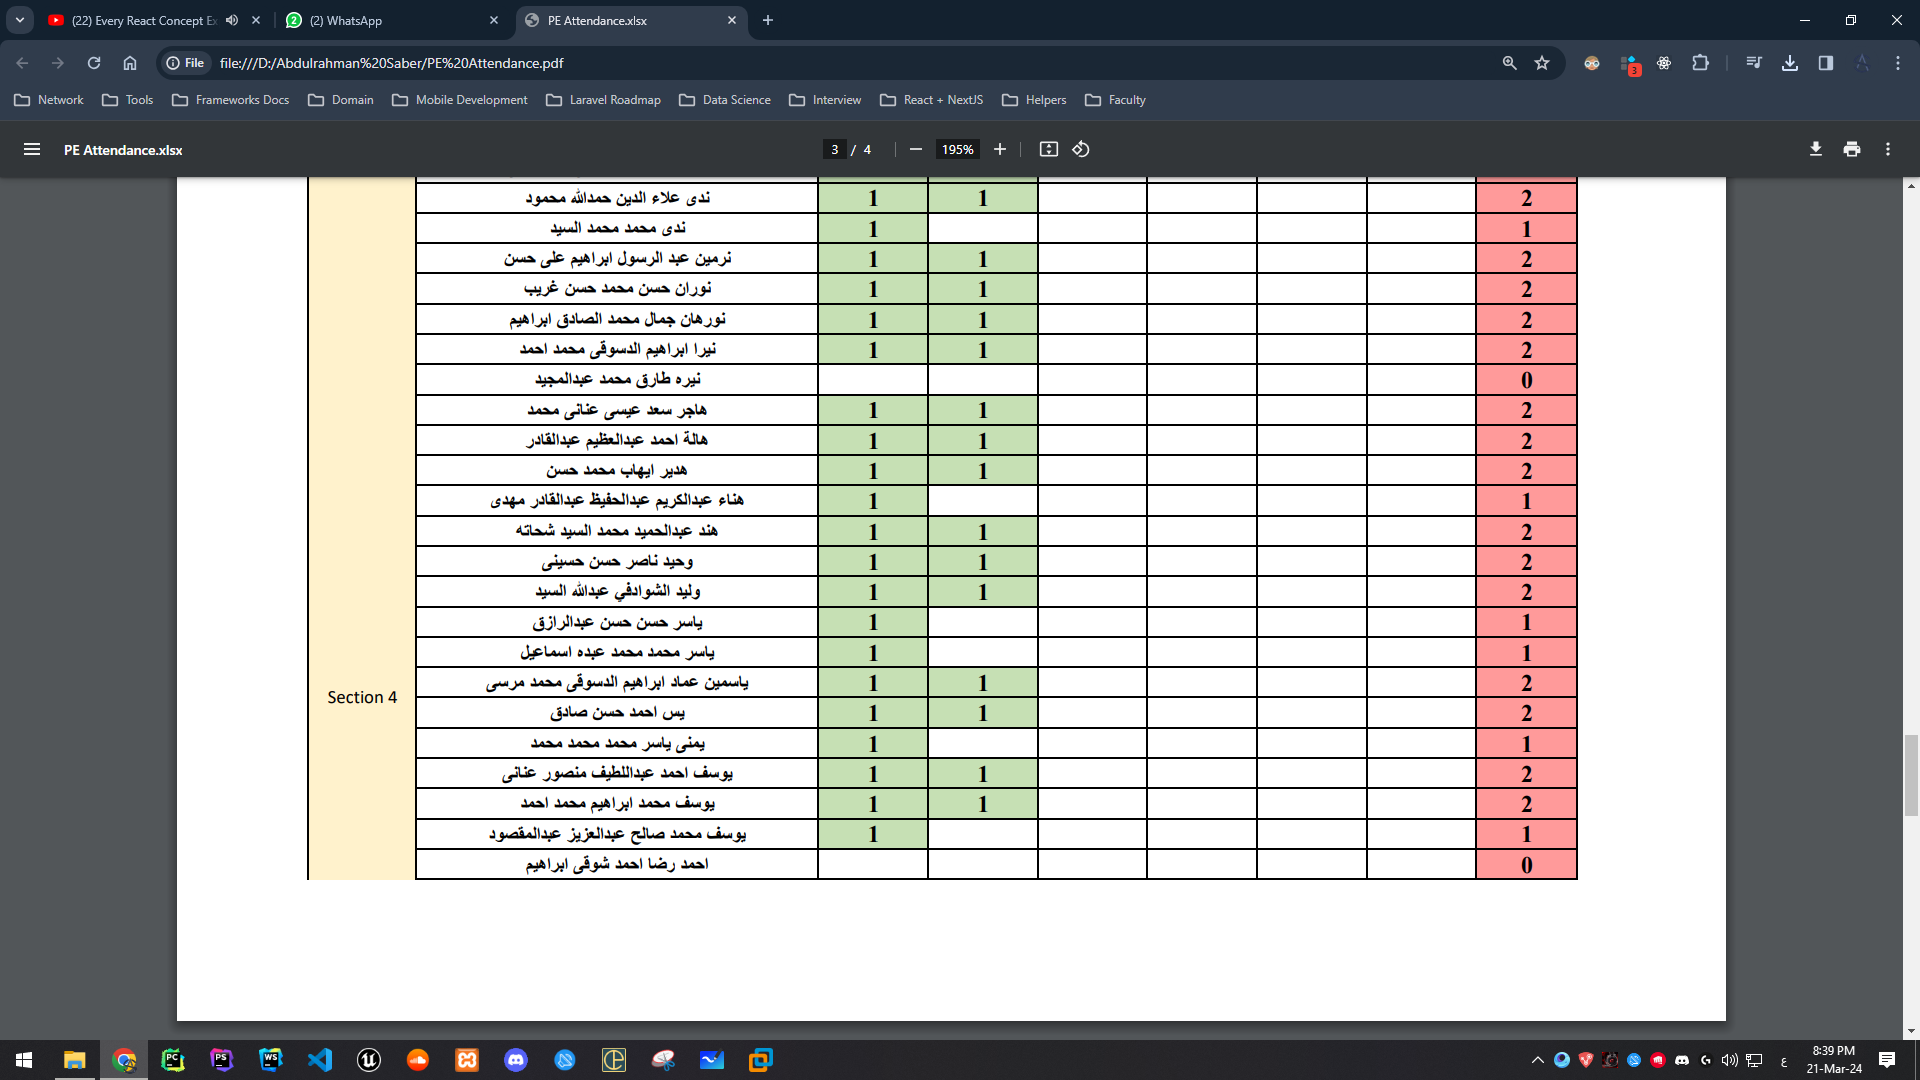 (22) Every React Concept Ex
(2) WhatsApp
PE Attendance.xlsx
File
file:///D:/Abdulrahman%20Saber/PE%20Attendance.pdf
3
Network
Tools
Frameworks Docs
Domain
Mobile Development
Laravel Roadmap
Data Science
Interview
React + NextJS
Helpers
Faculty
PE Attendance.xlsx
3 / 4
195%
ندى علاء الدين حمدالله محمود 1 1 2
ندى محمد محمد السيد 1 1
نرمين عبد الرسول ابراهيم على حسن 1 1 2
نوران حسن محمد حسن غريب 1 1 2
نورهان جمال محمد الصادق ابراهيم 1 1 2
نيرا ابراهيم الدسوقى محمد احمد 1 1 2
نيره طارق محمد عبدالمجيد 0
هاجر سعد عيسى عنانى محمد 1 1 2
هالة احمد عبدالعظيم عبدالقادر 1 1 2
هدير ايهاب محمد حسن 1 1 2
هناء عبدالكريم عبدالحفيظ عبدالقادر مهدى 1 1
هند عبدالحميد محمد السيد شحاته 1 1 2
وحيد ناصر حسن حسينى 1 1 2
وليد الشوادفي عبدالله السيد 1 1 2
ياسر حسن حسن عبدالرازق 1 1
ياسر محمد محمد عبده اسماعيل 1 1
ياسمين عماد ابراهيم الدسوقى محمد مرسى 1 1 2
Section 4
يس احمد حسن صادق 1 1 2
يمنى ياسر محمد محمد محمد 1 1
يوسف احمد عبداللطيف منصور عنانى 1 1 2
يوسف محمد ابراهيم محمد احمد 1 1 2
يوسف محمد صالح عبدالعزيز عبدالمقصود 1 1
احمد رضا احمد شوقى ابراهيم 0
ع
8:39 PM
21-Mar-24